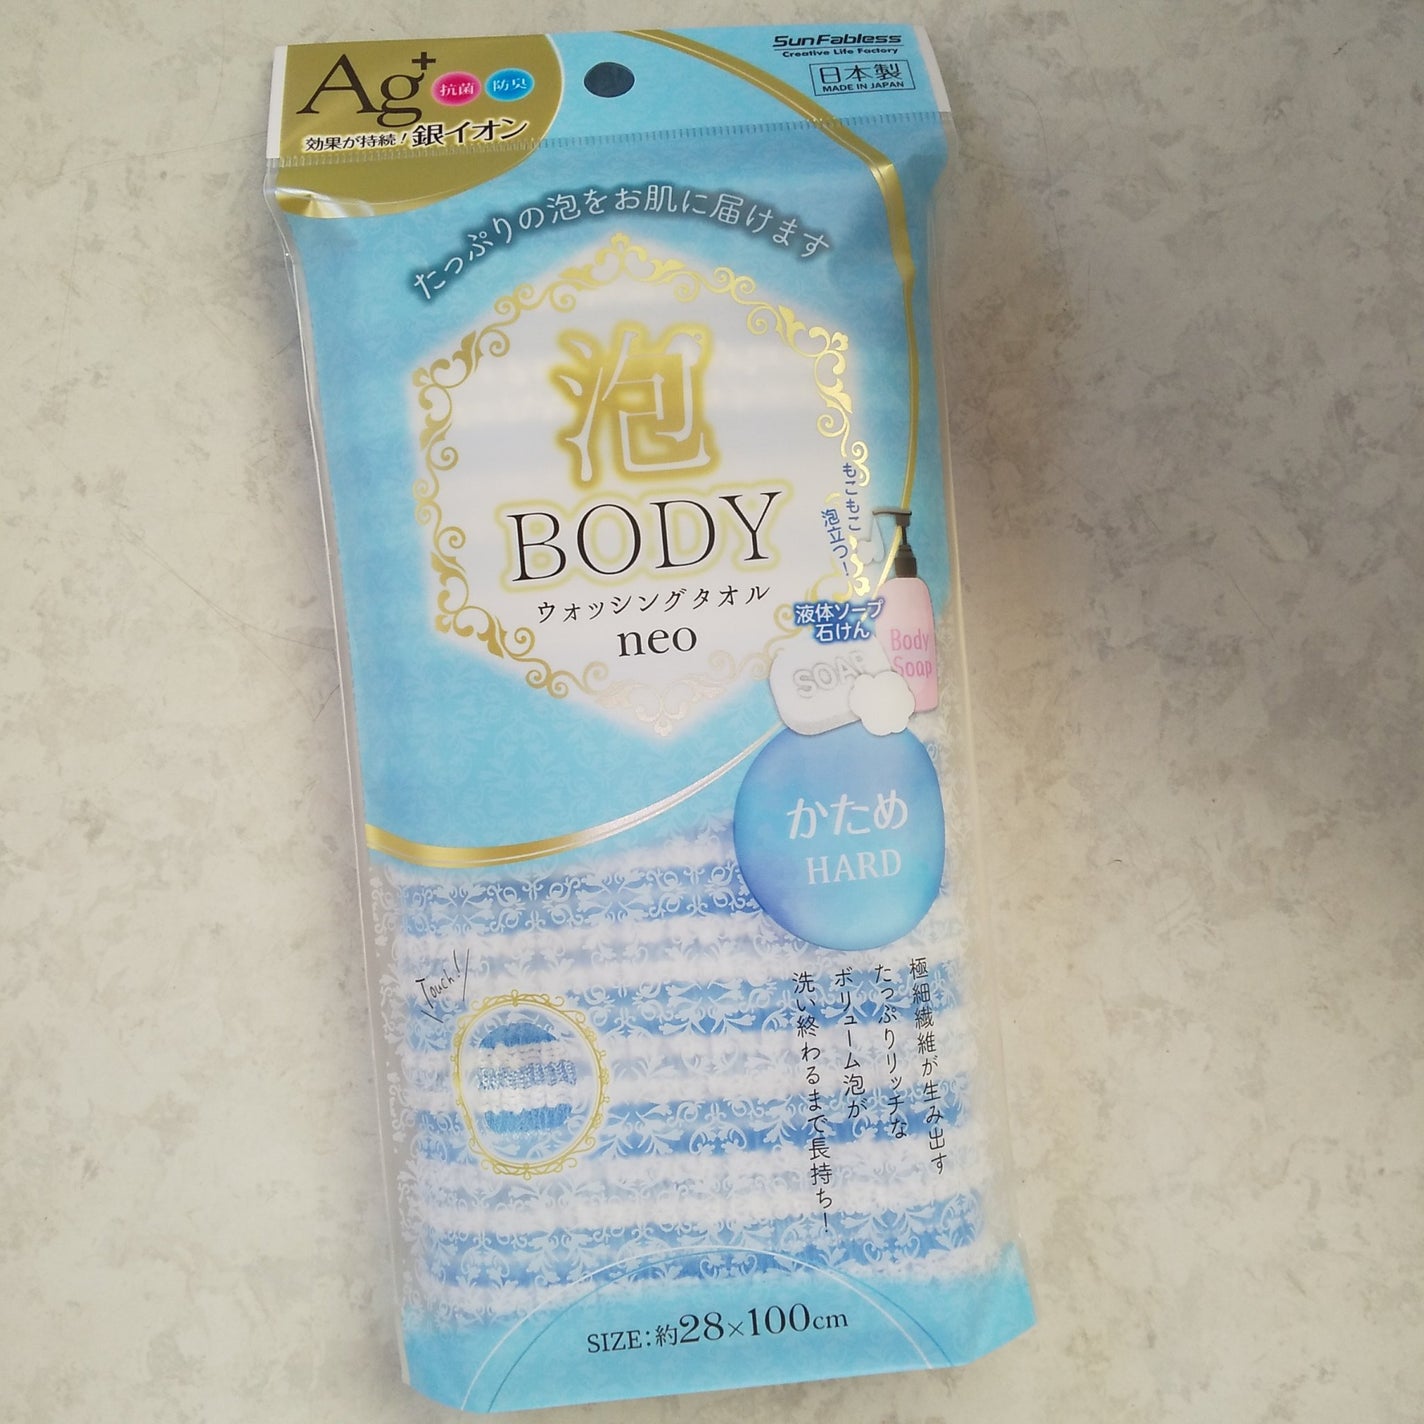 Ag+
抗菌 防臭
効果が持続!銀イオン
SunFabless
Creative Life Factory
日本製
MADE IN JAPAN
たっぷりの泡をお肌に届けます
泡
BODY
ウォッシングタオル
neo
もこもこ
泡立つ!
液体ソープ
石けん
Body
Soap
SOAP
かため
HARD
Touch!
極細繊維が生み出す
たっぷりリッチな
ボリューム泡が
洗い終わるまで長持ち!
SIZE:約28×100cm